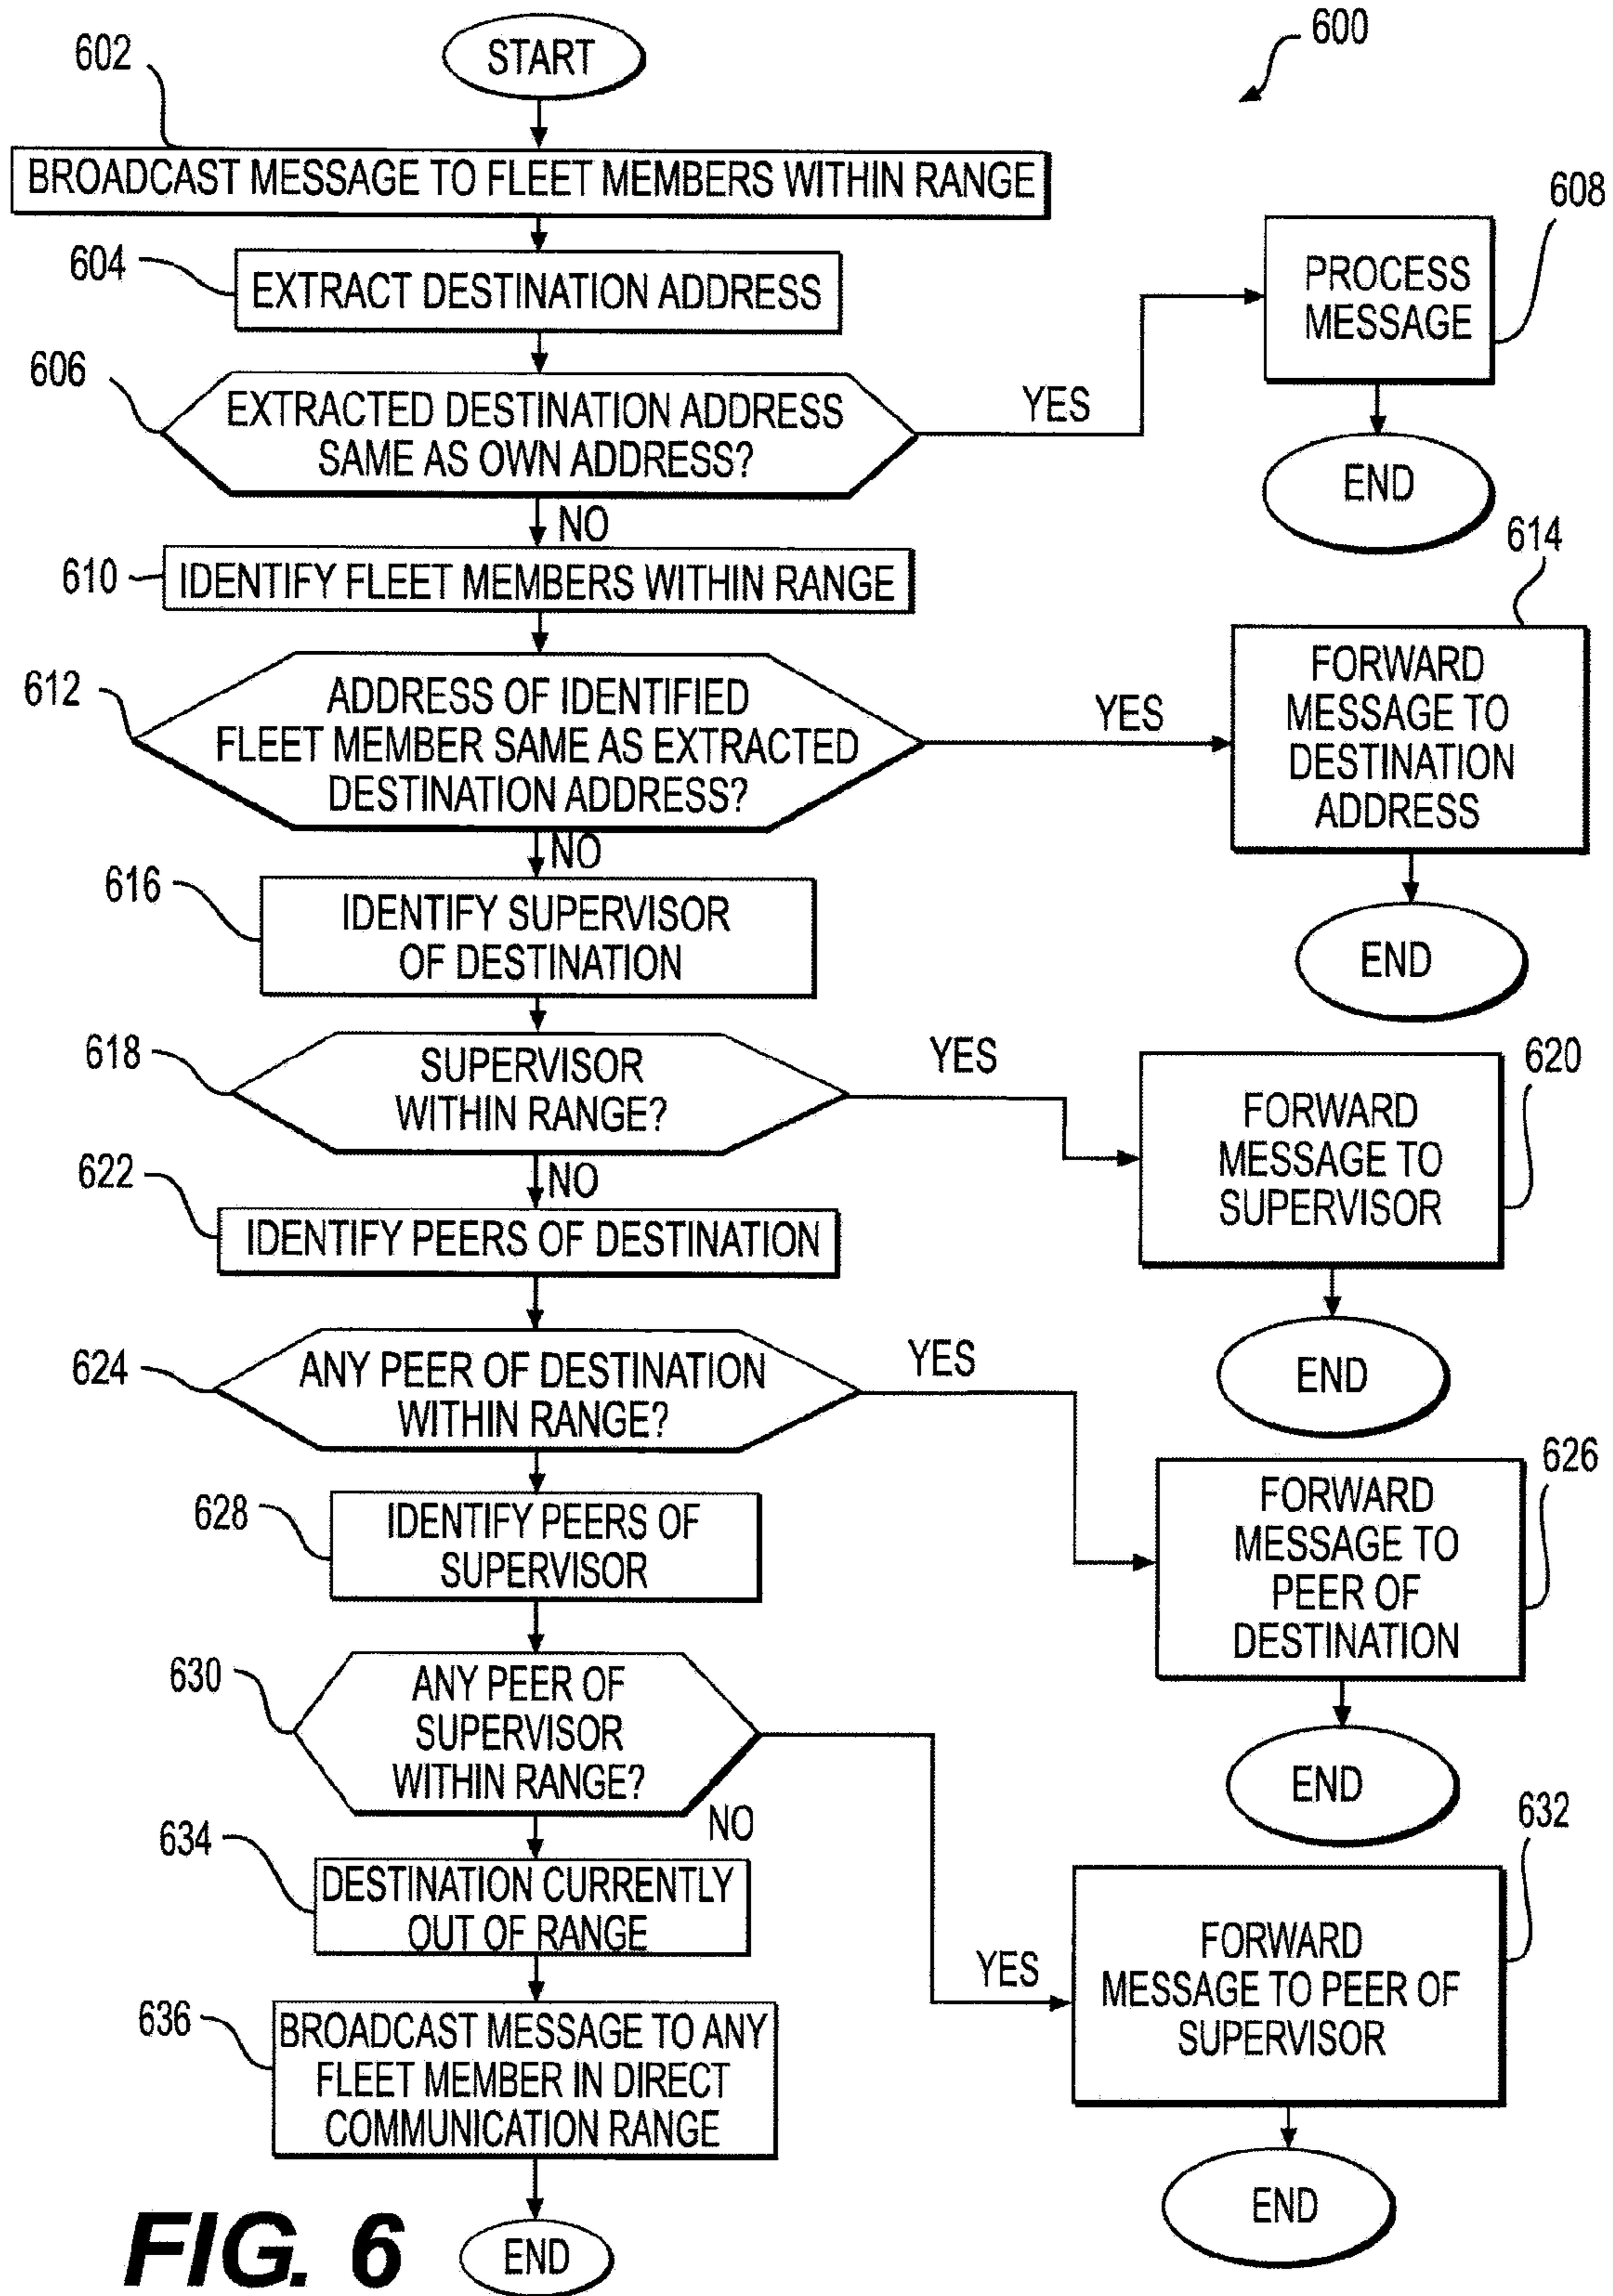 600
START
602
BROADCAST MESSAGE TO FLEET MEMBERS WITHIN RANGE
604
EXTRACT DESTINATION ADDRESS
606
EXTRACTED DESTINATION ADDRESS
SAME AS OWN ADDRESS?
YES
608
PROCESS
MESSAGE
END
NO
610
IDENTIFY FLEET MEMBERS WITHIN RANGE
612
ADDRESS OF IDENTIFIED
FLEET MEMBER SAME AS EXTRACTED
DESTINATION ADDRESS?
YES
614
FORWARD
MESSAGE TO
DESTINATION
ADDRESS
END
NO
616
IDENTIFY SUPERVISOR
OF DESTINATION
618
SUPERVISOR
WITHIN RANGE?
YES
620
FORWARD
MESSAGE TO
SUPERVISOR
END
NO
622
IDENTIFY PEERS OF DESTINATION
624
ANY PEER OF DESTINATION
WITHIN RANGE?
YES
626
FORWARD
MESSAGE TO
PEER OF
DESTINATION
END
628
IDENTIFY PEERS OF
SUPERVISOR
630
ANY PEER OF
SUPERVISOR
WITHIN RANGE?
YES
632
FORWARD
MESSAGE TO PEER OF
SUPERVISOR
END
NO
634
DESTINATION CURRENTLY
OUT OF RANGE
636
BROADCAST MESSAGE TO ANY
FLEET MEMBER IN DIRECT
COMMUNICATION RANGE
END
FIG. 6